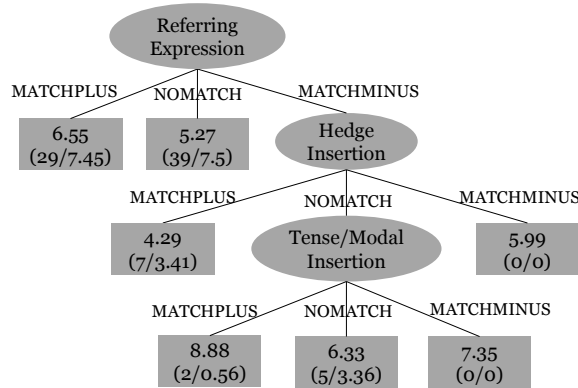 Referring
Expression
MATCHPLUS
NOMATCH
MATCHMINUS
6.55
(29/7.45)
5.27
(39/7.5)
Hedge
Insertion
MATCHPLUS
NOMATCH
MATCHMINUS
4.29
(7/3.41)
Tense/Modal
Insertion
5.99
(0/0)
MATCHPLUS
NOMATCH
MATCHMINUS
8.88
(2/0.56)
6.33
(5/3.36)
7.35
(0/0)